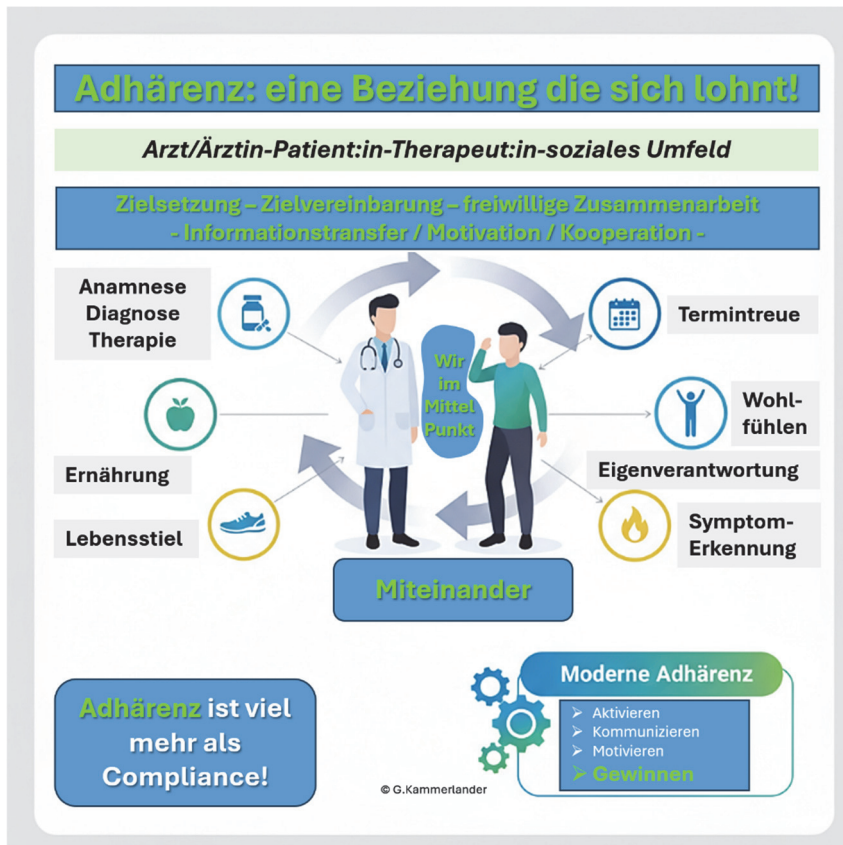 Adhärenz: eine Beziehung die sich lohnt!
Arzt/Ärztin-Patient:in-Therapeut:in-soziales Umfeld
Zielsetzung – Zielvereinbarung – freiwillige Zusammenarbeit
- Informationstransfer / Motivation / Kooperation -
Anamnese
Diagnose
Therapie
Ernährung
Lebensstiel
Wir
im
Mittel
Punkt
Termintreue
Wohl-
fühlen
Eigenverantwortung
Symptom-
Erkennung
Miteinander
Adhärenz ist viel
mehr als
Compliance!
© G.Kammerlander
Moderne Adhärenz
➢ Aktivieren
➢ Kommunizieren
➢ Motivieren
➢ Gewinnen